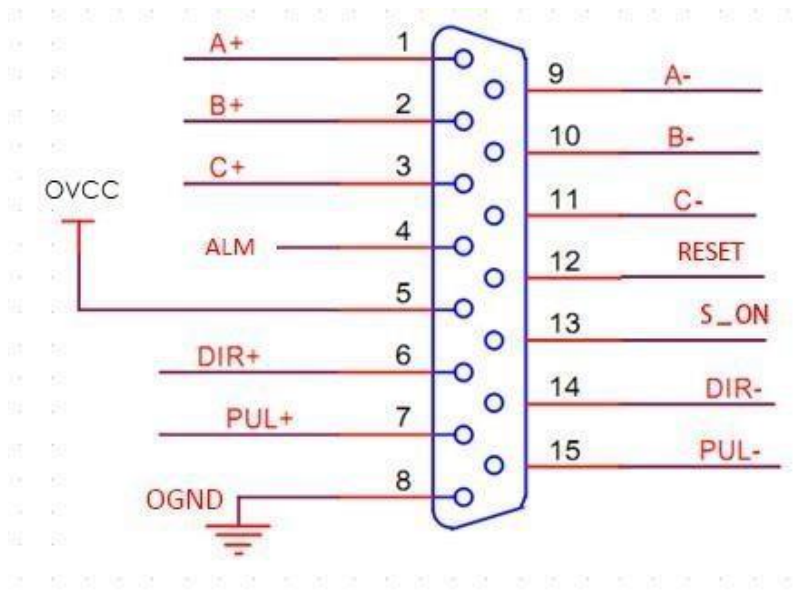 A+ 1
9 A-
B+ 2
10 B-
C+ 3
11 C-
OVCC
ALM 4
12 RESET
5
13 S_ON
DIR+ 6
14 DIR-
PUL+ 7
15 PUL-
OGND 8